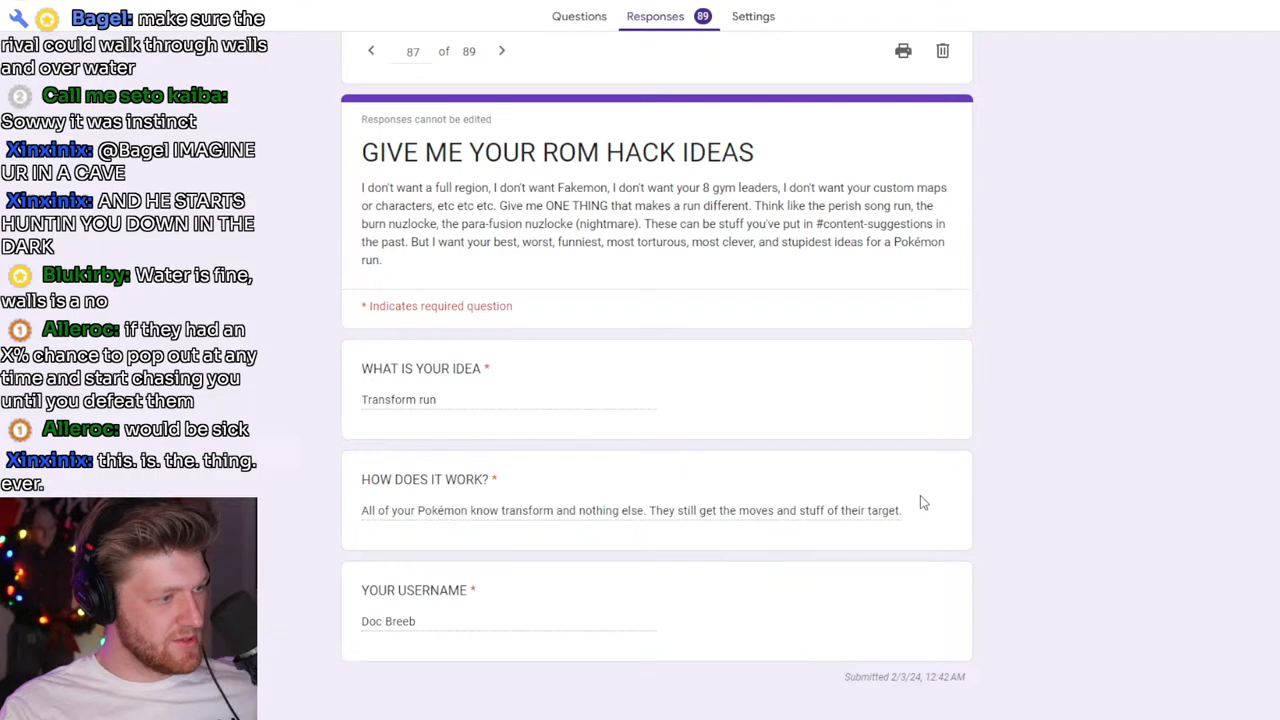 Bagel: make sure the
rival could walk through walls
and over water
Call me seto kaiba:
Sowwy it was instinct
Xinxinix: @Bagel IMAGINE
UR IN A CAVE
Xinxinix: AND HE STARTS
HUNTIN YOU DOWN IN THE
DARK
Blukirby: Water is fine,
walls is a no
1 Alleroc: if they had an
X% chance to pop out at any
time and start chasing you
until you defeat them
1 Alleroc: would be sick
Xinxinix: this. is. the. thing.
ever.
Questions Responses 89 Settings
87 of 89
Responses cannot be edited
GIVE ME YOUR ROM HACK IDEAS
I don't want a full region, I don't want Fakemon, I don't want your 8 gym leaders, I don't want your custom maps
or characters, etc etc etc. Give me ONE THING that makes a run different. Think like the perish song run, the
burn nuzlocke, the para-fusion nuzlocke (nightmare). These can be stuff you've put in #content-suggestions in
the past. But I want your best, worst, funniest, most torturous, most clever, and stupidest ideas for a Pokémon
run.
* Indicates required question
WHAT IS YOUR IDEA *
Transform run
HOW DOES IT WORK? *
All of your Pokémon know transform and nothing else. They still get the moves and stuff of their target.
YOUR USERNAME *
Doc Breeb
Submitted 2/3/24, 12:42 AM